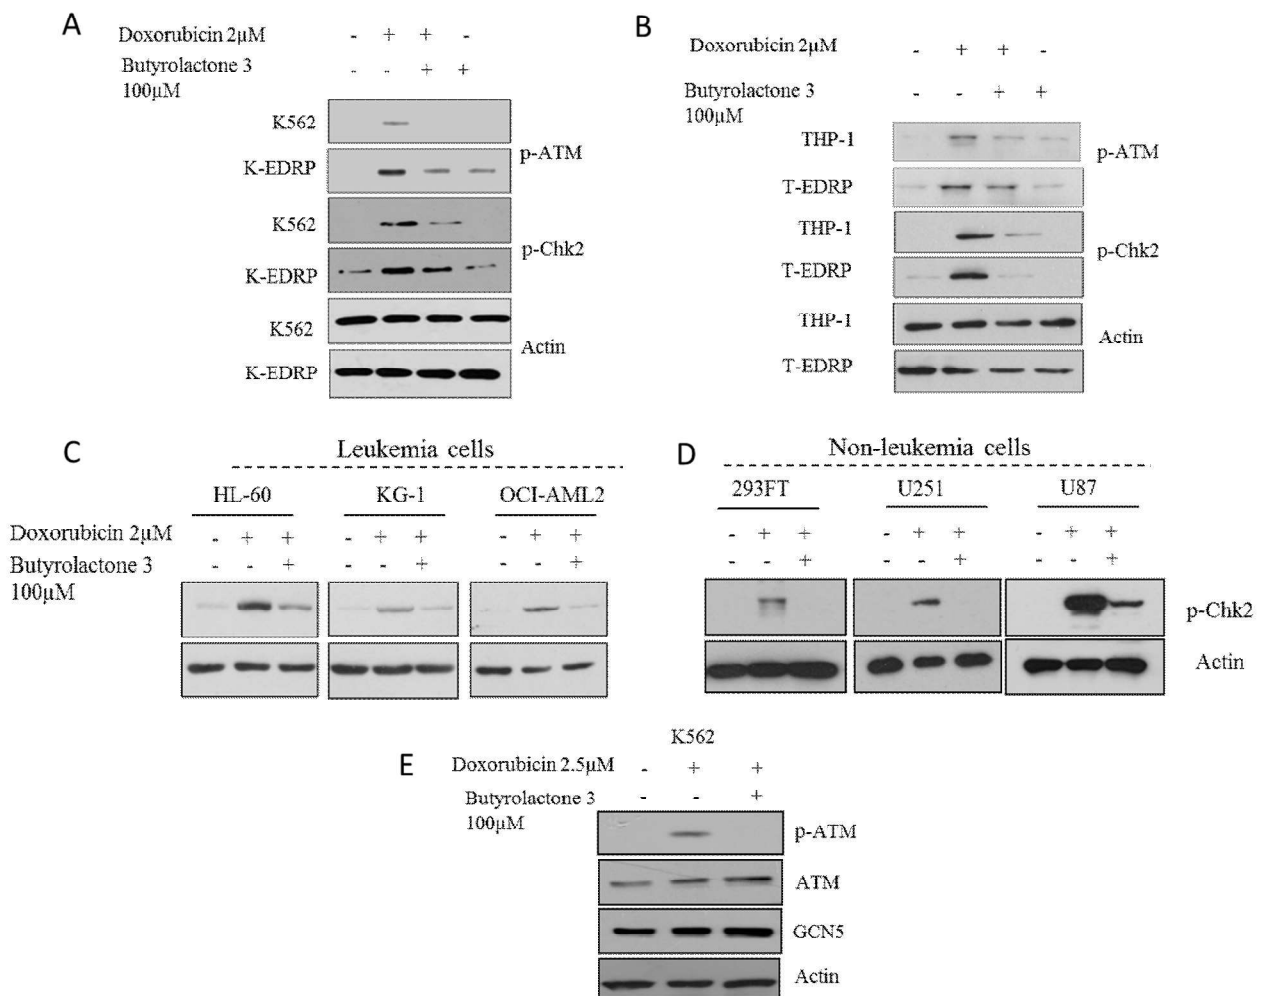 A
Doxorubicin 2µM - + + -
Butyrolactone 3 - - + +
100µM
K562
p-ATM
K-EDRP
K562
p-Chk2
K-EDRP
K562
Actin
K-EDRP
B
Doxorubicin 2µM - + + -
Butyrolactone 3 - - + +
100µM
THP-1
p-ATM
T-EDRP
THP-1
p-Chk2
T-EDRP
THP-1
Actin
T-EDRP
C
Leukemia cells
HL-60 KG-1 OCI-AML2
Doxorubicin 2µM - + + - + + - + +
Butyrolactone 3 - - + - - + - - +
100µM
D
Non-leukemia cells
293FT U251 U87
- + + - + + - + +
- - + - - + - - +
p-Chk2
Actin
E
K562
Doxorubicin 2.5µM - + +
Butyrolactone 3 - - +
100µM
p-ATM
ATM
GCN5
Actin